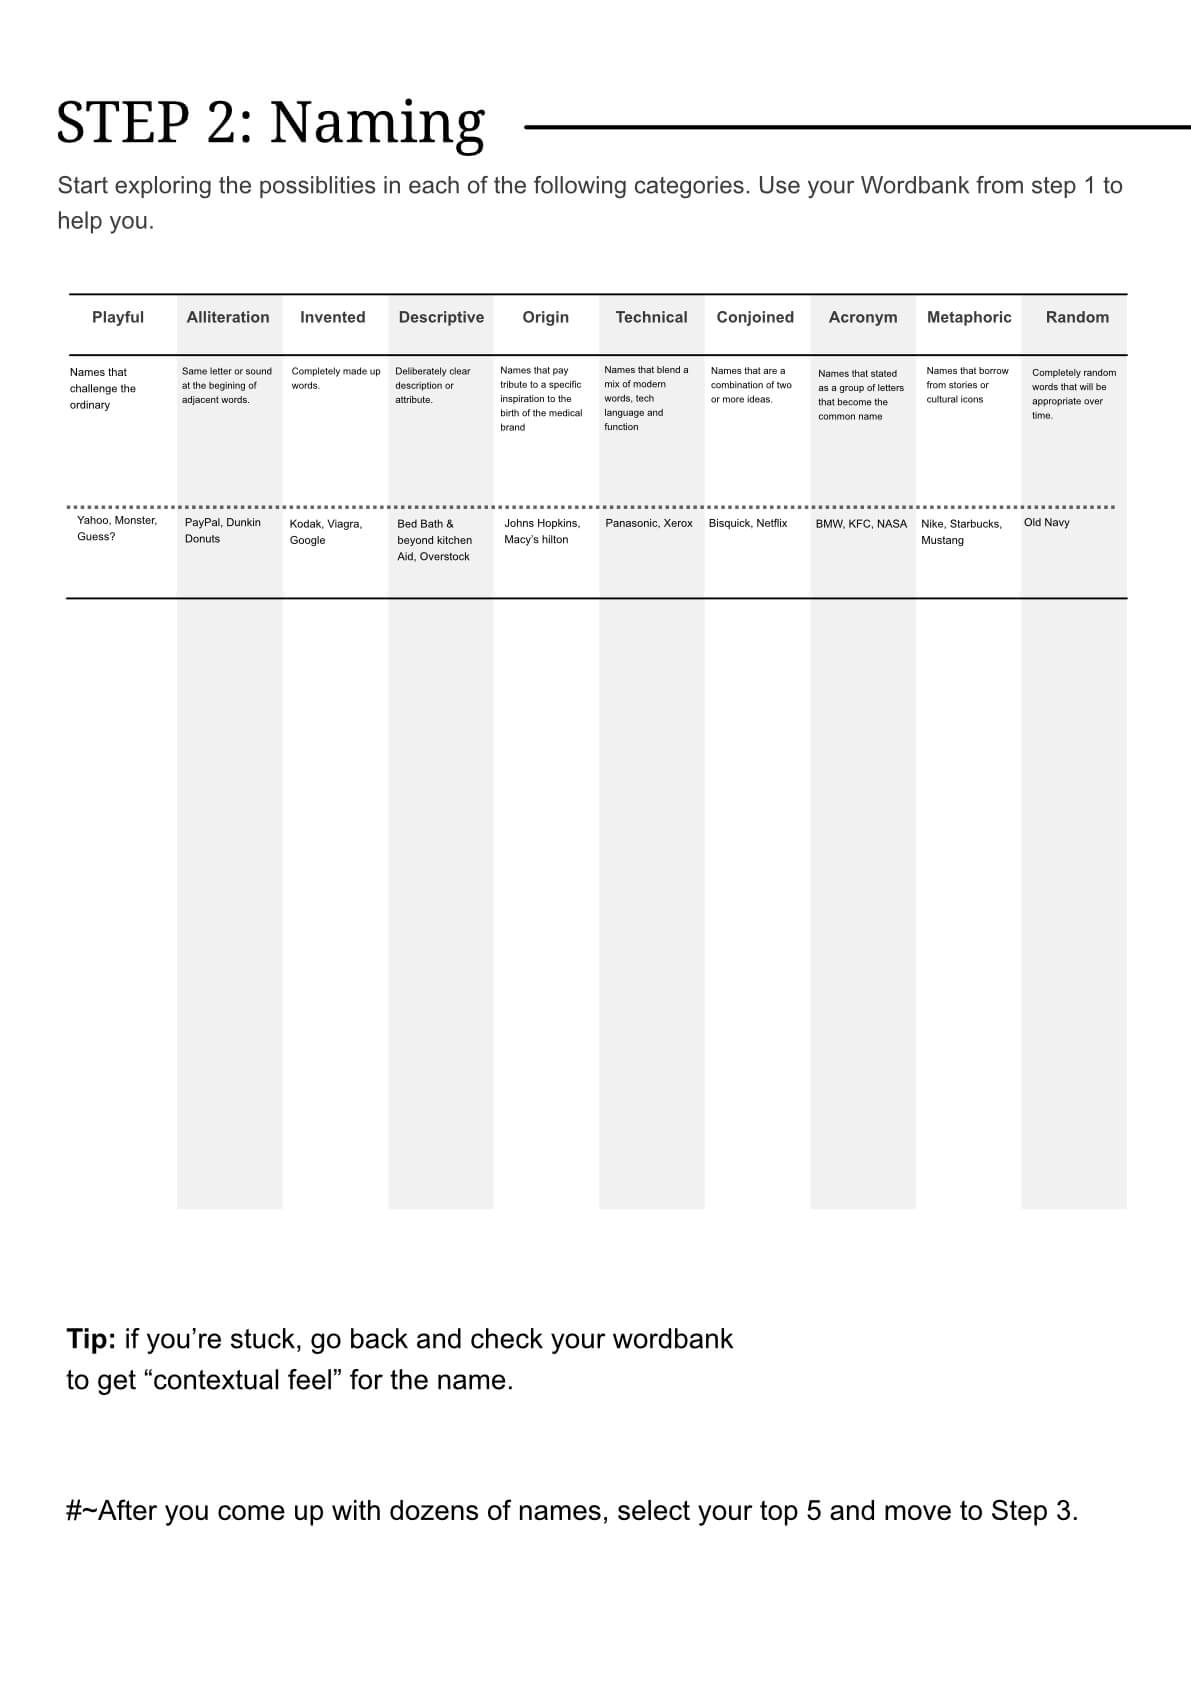 STEP 2: Naming
Start exploring the possiblities in each of the following categories. Use your Wordbank from step 1 to
help you.
Playful
Alliteration
Invented
Descriptive
Origin
Technical
Conjoined
Acronym
Metaphoric
Random
Names that
challenge the
ordinary
Same letter or sound
at the begining of
adjacent words.
Completely made up
words.
Deliberately clear
description or
attribute.
Names that pay
tribute to a specific
inspiration to the
birth of the medical
brand
Names that blend a
mix of modern
words, tech
language and
function
Names that are a
combination of two
or more ideas.
Names that stated
as a group of letters
that become the
common name
Names that borrow
from stories or
cultural icons
Completely random
words that will be
appropriate over
time.
Yahoo, Monster,
Guess?
PayPal, Dunkin
Donuts
Kodak, Viagra,
Google
Bed Bath &
beyond kitchen
Aid, Overstock
Johns Hopkins,
Macy's hilton
Panasonic, Xerox
Bisquick, Netflix
BMW, KFC, NASA
Nike, Starbucks,
Mustang
Old Navy
Tip: if you’re stuck, go back and check your wordbank
to get “contextual feel” for the name.
#~After you come up with dozens of names, select your top 5 and move to Step 3.